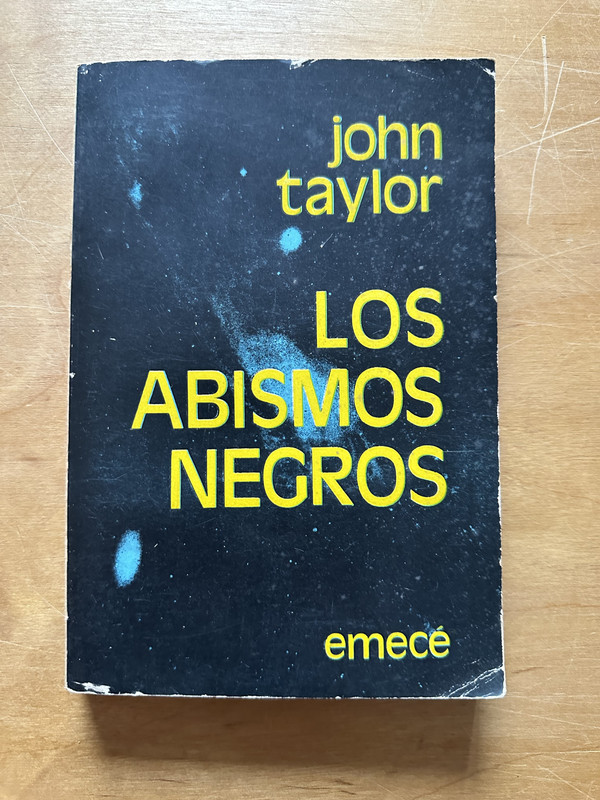 john
taylor
LOS
ABISMOS
NEGROS
emecé